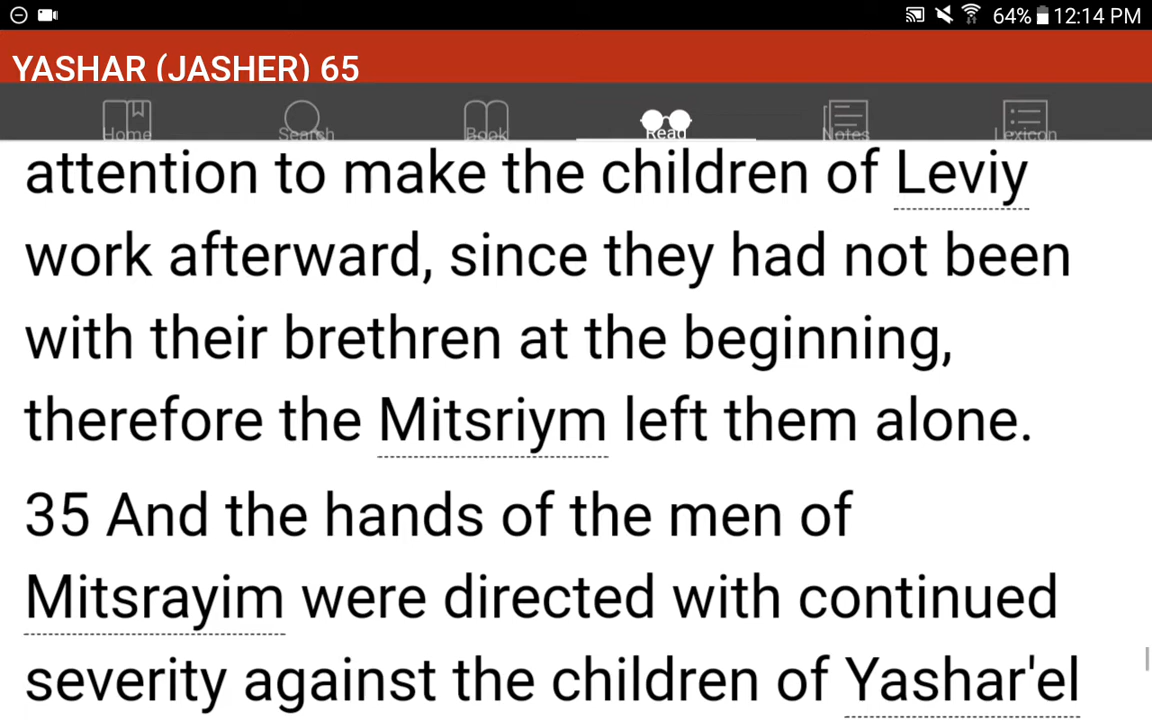 64% 12:14 PM
YASHAR (JASHER) 65
Home Search Book Read Notes Lexicon
attention to make the children of Leviy
work afterward, since they had not been
with their brethren at the beginning,
therefore the Mitsriym left them alone.
35 And the hands of the men of
Mitsrayim were directed with continued
severity against the children of Yashar'el